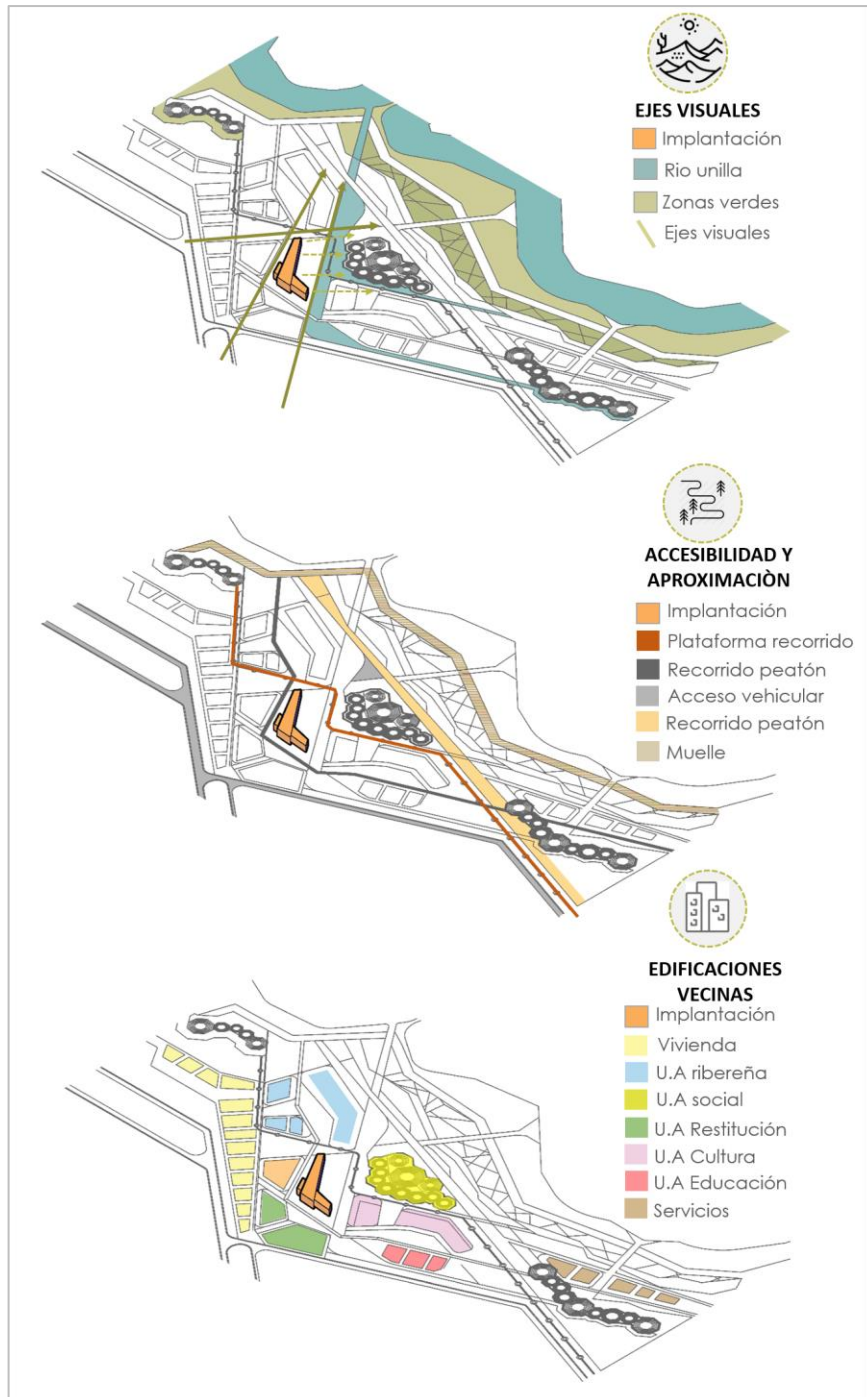 EJES VISUALES
Implantación
Rio unilla
Zonas verdes
Ejes visuales
ACCESIBILIDAD Y
APROXIMACIÒN
Implantación
Plataforma recorrido
Recorrido peatón
Acceso vehicular
Recorrido peatón
Muelle
EDIFICACIONES
VECINAS
Implantación
Vivienda
U.A ribereña
U.A social
U.A Restitución
U.A Cultura
U.A Educación
Servicios